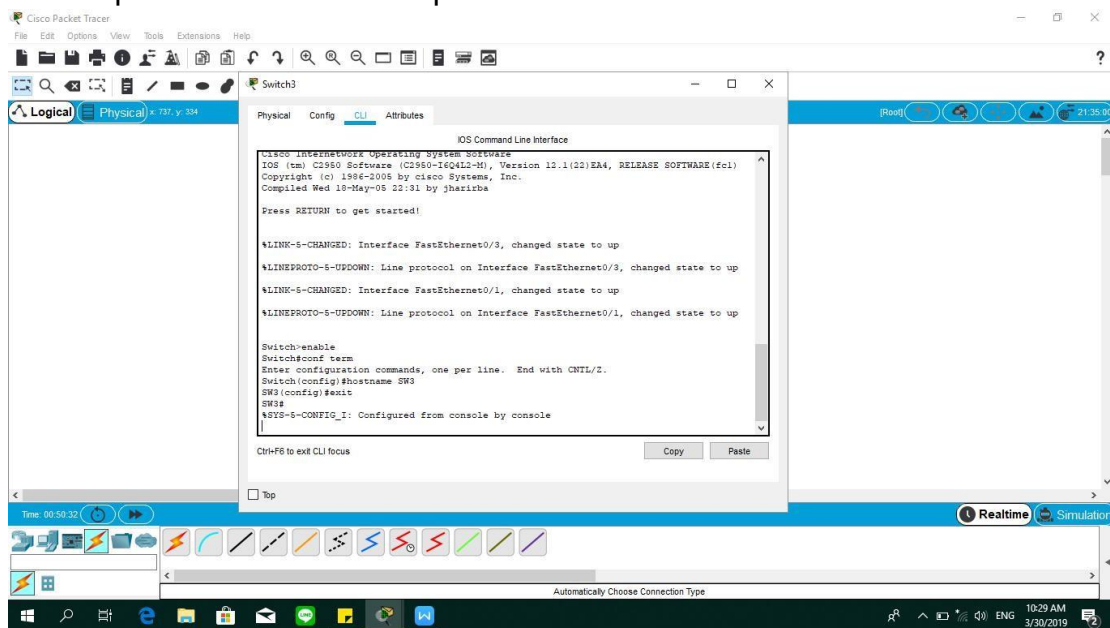 Cisco Packet Tracer
File Edit Options View Tools Extensions Help
Switch3
Logical Physical x: 737, y: 334
[Root] 21:35:00
Physical Config CLI Attributes
IOS Command Line Interface
Cisco Internetwork Operating System Software
IOS (tm) C2950 Software (C2950-I6Q4L2-M), Version 12.1(22)EA4, RELEASE SOFTWARE(fc1)
Copyright (c) 1986-2005 by cisco Systems, Inc.
Compiled Wed 18-May-05 22:31 by jharirba
Press RETURN to get started!
%LINK-5-CHANGED: Interface FastEthernet0/3, changed state to up
%LINEPROTO-5-UPDOWN: Line protocol on Interface FastEthernet0/3, changed state to up
%LINK-5-CHANGED: Interface FastEthernet0/1, changed state to up
%LINEPROTO-5-UPDOWN: Line protocol on Interface FastEthernet0/1, changed state to up
Switch>enable
Switch#conf term
Enter configuration commands, one per line. End with CNTL/Z.
Switch(config)#hostname SW3
SW3(config)#exit
SW3#
%SYS-5-CONFIG_I: Configured from console by console
Ctrl+F6 to exit CLI focus
Copy Paste
Top
Time: 00:50:32
Realtime Simulation
Automatically Choose Connection Type
ENG
10:29 AM
3/30/2019